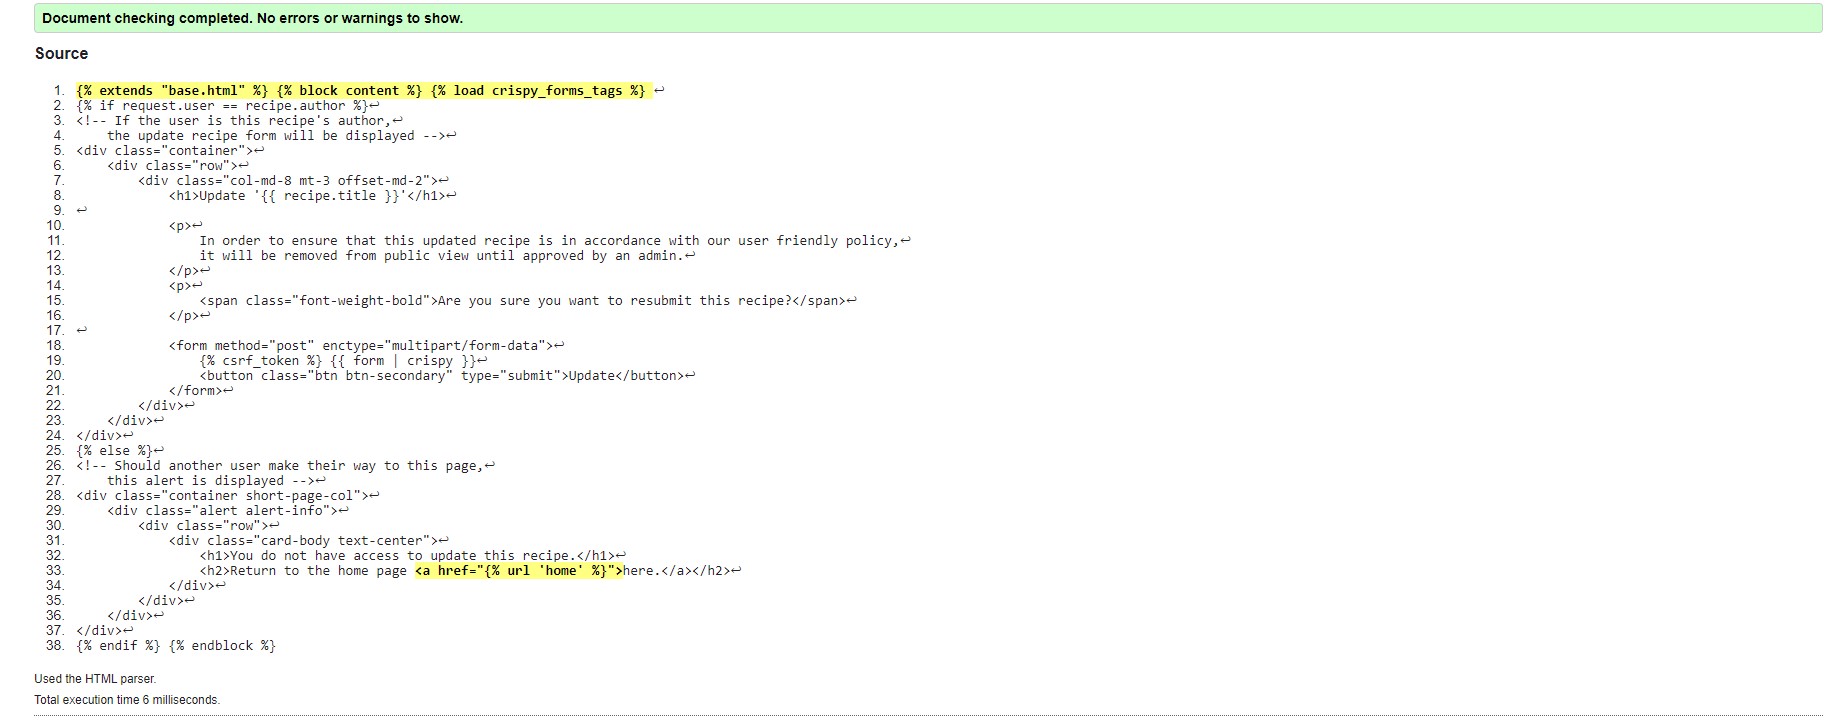 Document checking completed. No errors or warnings to show.
Source
1. {% extends "base.html" %} {% block content %} {% load crispy_forms_tags %} ↩
2. {% if request.user == recipe.author %}↩
3. <!-- If the user is this recipe's author,↩
4.     the update recipe form will be displayed -->↩
5. <div class="container">↩
6.     <div class="row">↩
7.         <div class="col-md-8 mt-3 offset-md-2">↩
8.             <h1>Update '{{ recipe.title }}'</h1>↩
9. ↩
10.             <p>↩
11.                 In order to ensure that this updated recipe is in accordance with our user friendly policy,↩
12.                 it will be removed from public view until approved by an admin.↩
13.             </p>↩
14.             <p>↩
15.                 <span class="font-weight-bold">Are you sure you want to resubmit this recipe?</span>↩
16.             </p>↩
17. ↩
18.             <form method="post" enctype="multipart/form-data">↩
19.                 {% csrf_token %} {{ form | crispy }}↩
20.                 <button class="btn btn-secondary" type="submit">Update</button>↩
21.             </form>↩
22.         </div>↩
23.     </div>↩
24. </div>↩
25. {% else %}↩
26. <!-- Should another user make their way to this page,↩
27.     this alert is displayed -->↩
28. <div class="container short-page-col">↩
29.     <div class="alert alert-info">↩
30.         <div class="row">↩
31.             <div class="card-body text-center">↩
32.                 <h1>You do not have access to update this recipe.</h1>↩
33.                 <h2>Return to the home page <a href="{% url 'home' %}">here.</a></h2>↩
34.             </div>↩
35.         </div>↩
36.     </div>↩
37. </div>↩
38. {% endif %} {% endblock %}
Used the HTML parser.
Total execution time 6 milliseconds.